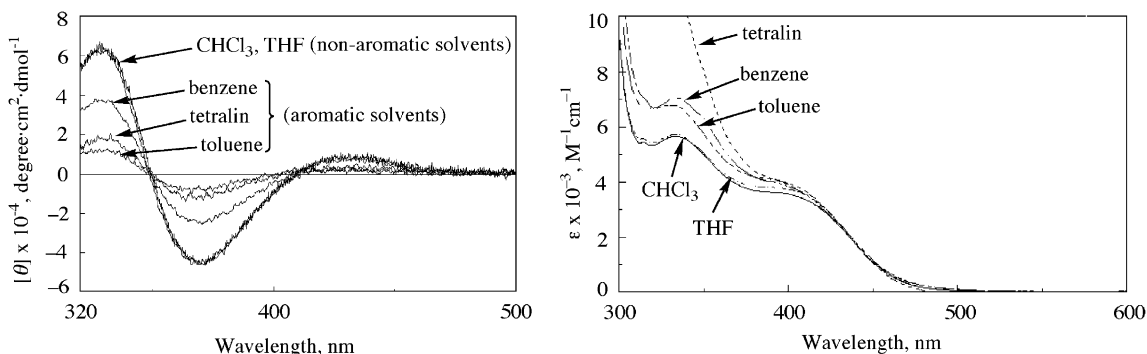 [θ] x 10⁻⁴, degree·cm²·dmol⁻¹
8
6
4
2
0
−2
−4
−6
CHCl₃, THF (non-aromatic solvents)
benzene
tetralin
toluene
(aromatic solvents)
320
400
500
Wavelength, nm
ε x 10⁻³, M⁻¹cm⁻¹
10
8
6
4
2
0
tetralin
benzene
toluene
CHCl₃
THF
300
400
500
600
Wavelength, nm